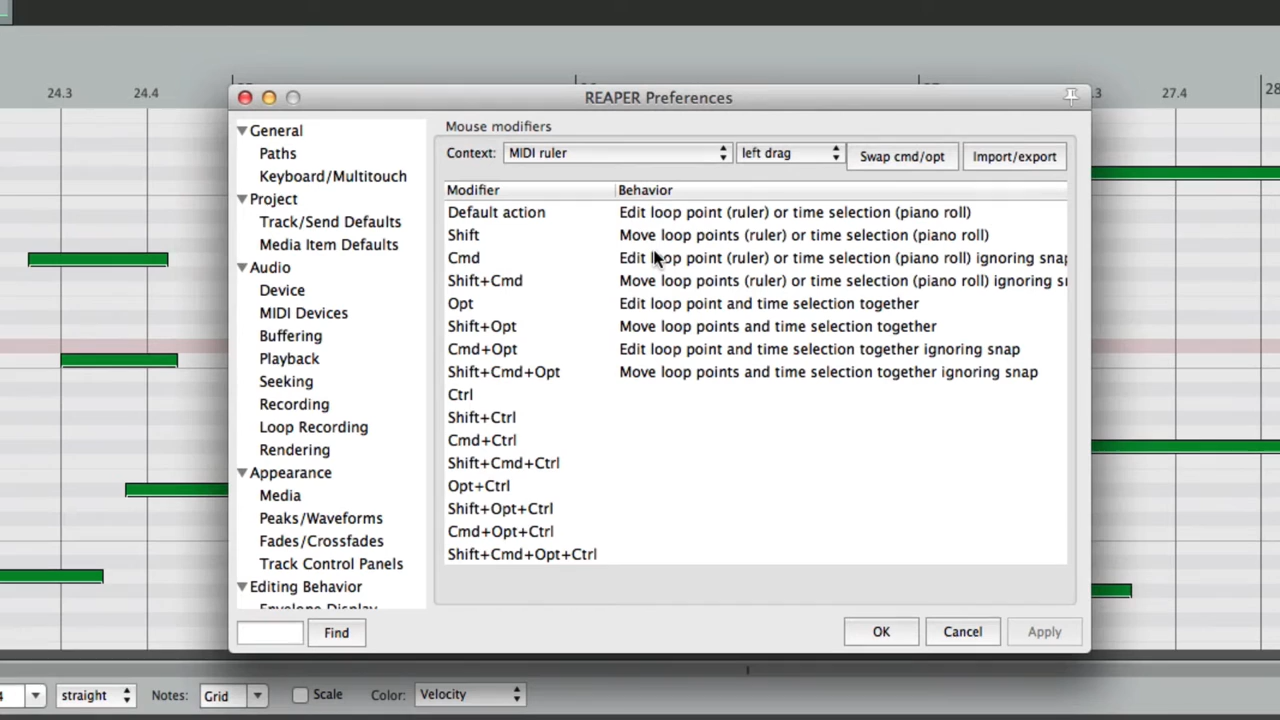 24.3
24.4
27.4
28
REAPER Preferences
General
Paths
Keyboard/Multitouch
Project
Track/Send Defaults
Media Item Defaults
Audio
Device
MIDI Devices
Buffering
Playback
Seeking
Recording
Loop Recording
Rendering
Appearance
Media
Peaks/Waveforms
Fades/Crossfades
Track Control Panels
Editing Behavior
Find
Mouse modifiers
Context: MIDI ruler left drag Swap cmd/opt Import/export
Modifier Behavior
Default action Edit loop point (ruler) or time selection (piano roll)
Shift Move loop points (ruler) or time selection (piano roll)
Cmd Edit loop point (ruler) or time selection (piano roll) ignoring snap
Shift+Cmd Move loop points (ruler) or time selection (piano roll) ignoring
Opt Edit loop point and time selection together
Shift+Opt Move loop points and time selection together
Cmd+Opt Edit loop point and time selection together ignoring snap
Shift+Cmd+Opt Move loop points and time selection together ignoring snap
Ctrl
Shift+Ctrl
Cmd+Ctrl
Shift+Cmd+Ctrl
Opt+Ctrl
Shift+Opt+Ctrl
Cmd+Opt+Ctrl
Shift+Cmd+Opt+Ctrl
OK Cancel Apply
straight Notes: Grid Scale Color: Velocity